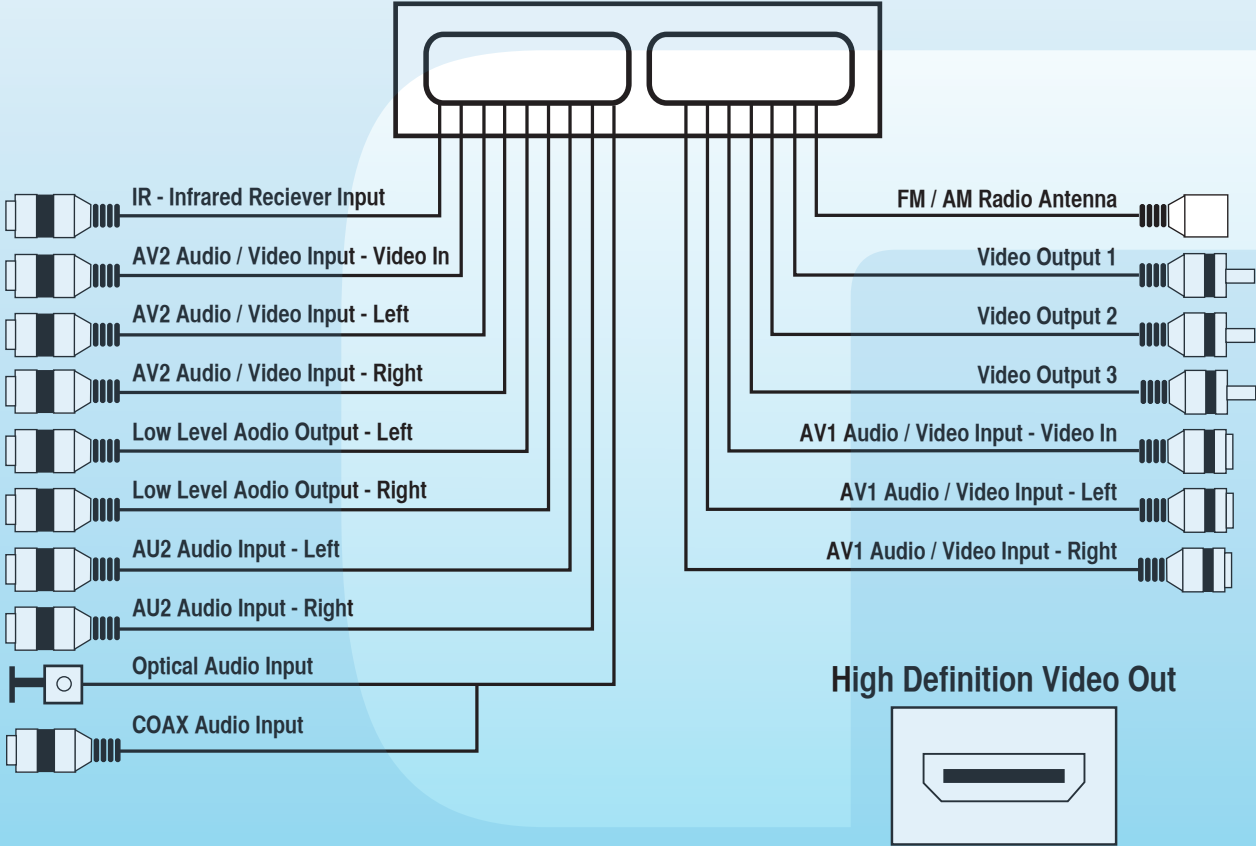 IR - Infrared Reciever Input
AV2 Audio / Video Input - Video In
AV2 Audio / Video Input - Left
AV2 Audio / Video Input - Right
Low Level Aodio Output - Left
Low Level Aodio Output - Right
AU2 Audio Input - Left
AU2 Audio Input - Right
Optical Audio Input
COAX Audio Input
FM / AM Radio Antenna
Video Output 1
Video Output 2
Video Output 3
AV1 Audio / Video Input - Video In
AV1 Audio / Video Input - Left
AV1 Audio / Video Input - Right
High Definition Video Out